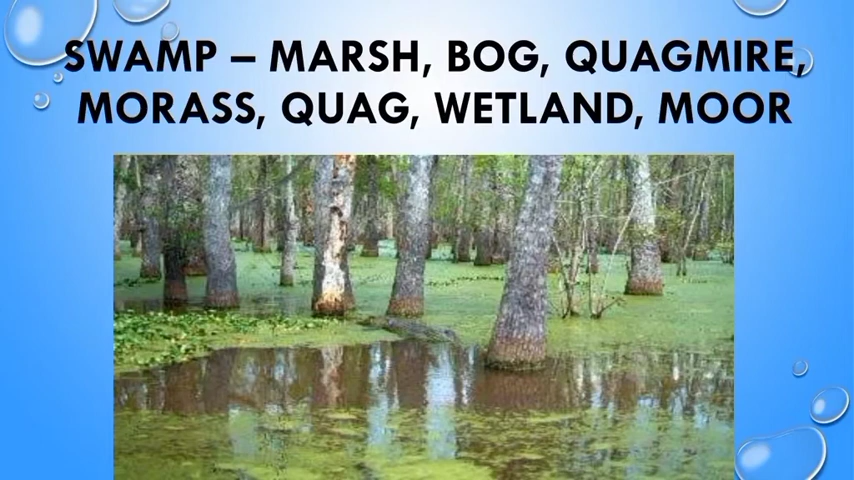 SWAMP – MARSH, BOG, QUAGMIRE,
MORASS, QUAG, WETLAND, MOOR